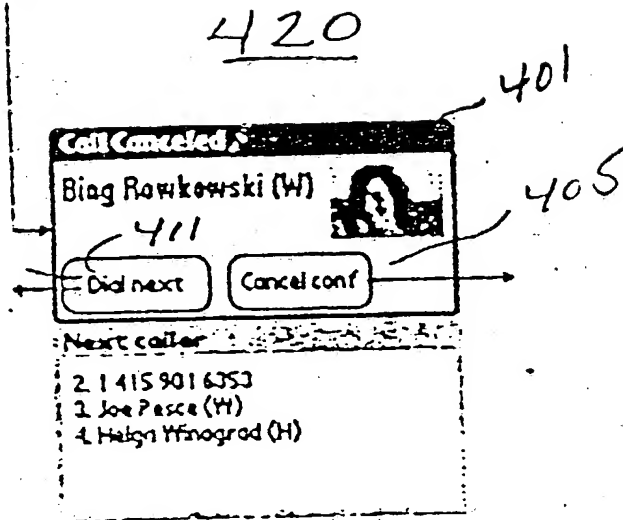 420
401
Call Canceled
Biag Rowkowski (W)
405
411
Dial next
Cancel conf
Next caller
2. 1 415 901 6353
3. Joe Pesce (W)
4. Helgn Winograd (H)